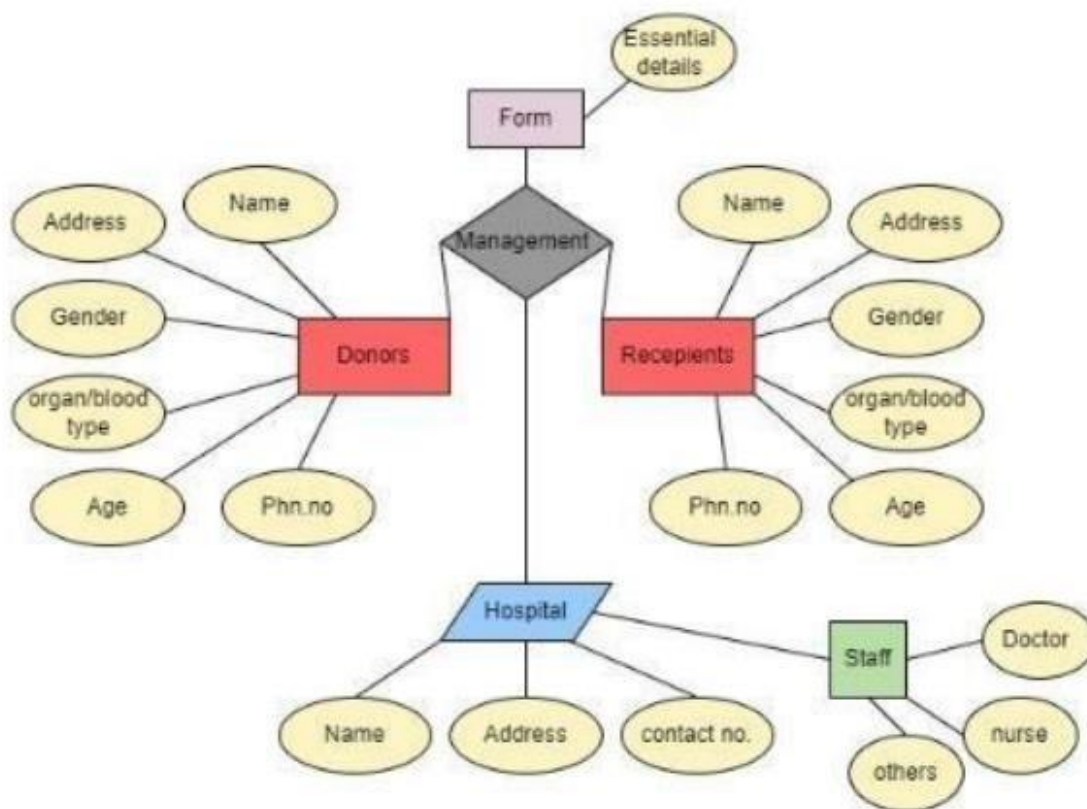 Essential
details
Form
Name
Address
Management
Name
Address
Gender
Gender
Donors
Recepients
organ/blood
type
organ/blood
type
Age
Phn.no
Phn.no
Age
Hospital
Staff
Doctor
Name
Address
contact no.
nurse
others